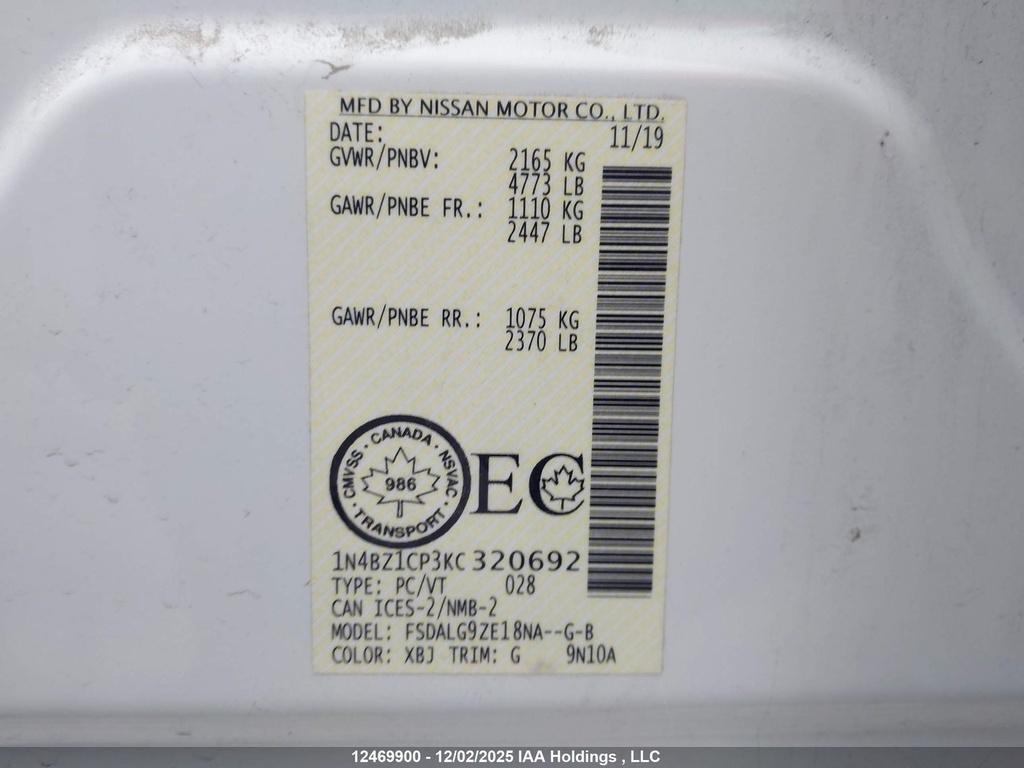 MFD BY NISSAN MOTOR CO., LTD.
DATE: 11/19
GVWR/PNBV: 2165 KG
4773 LB
GAWR/PNBE FR.: 1110 KG
2447 LB
GAWR/PNBE RR.: 1075 KG
2370 LB
CMVSS · CANADA · NSVAC · TRANSPORT ·
986
EC
1N4BZ1CP3KC 320692
TYPE: PC/VT 028
CAN ICES-2/NMB-2
MODEL: FSDALG9ZE18NA--G-B
COLOR: XBJ TRIM: G 9N10A
12469900 - 12/02/2025 IAA Holdings , LLC